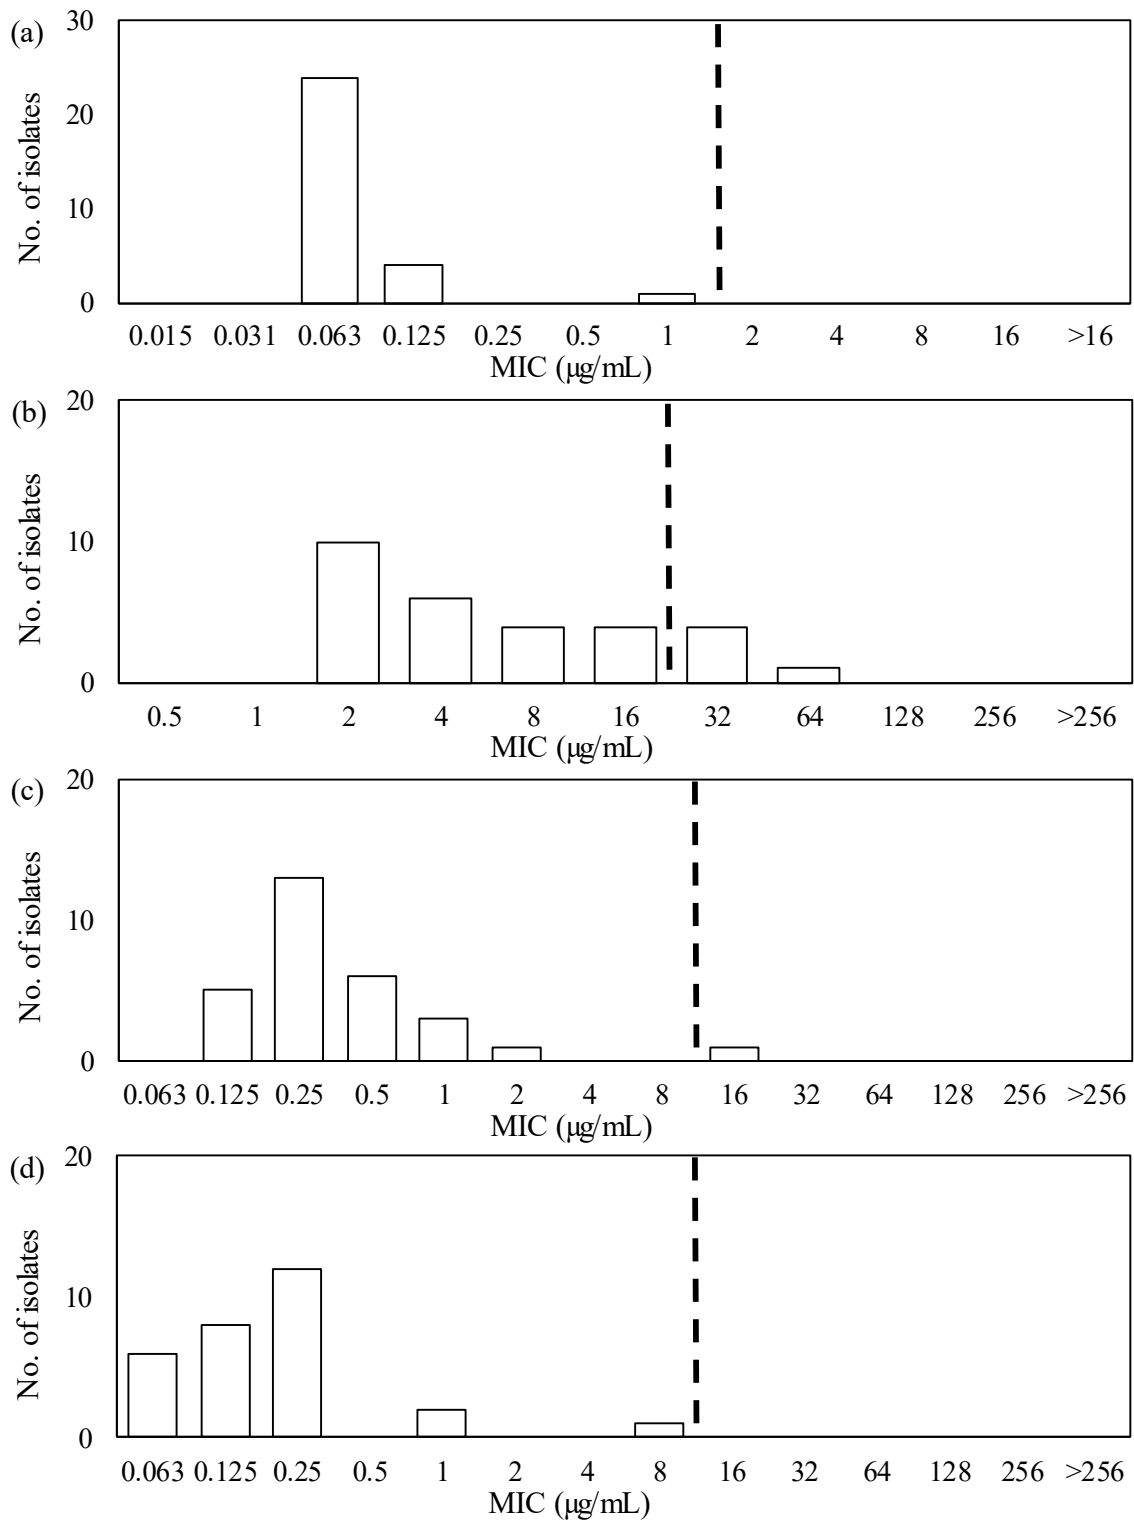 (a)
30
20
10
0
No. of isolates
0.015 0.031 0.063 0.125 0.25 0.5 1 2 4 8 16 >16
MIC (µg/mL)
(b)
20
10
0
No. of isolates
0.5 1 2 4 8 16 32 64 128 256 >256
MIC (µg/mL)
(c)
20
10
0
No. of isolates
0.063 0.125 0.25 0.5 1 2 4 8 16 32 64 128 256 >256
MIC (µg/mL)
(d)
20
10
0
No. of isolates
0.063 0.125 0.25 0.5 1 2 4 8 16 32 64 128 256 >256
MIC (µg/mL)